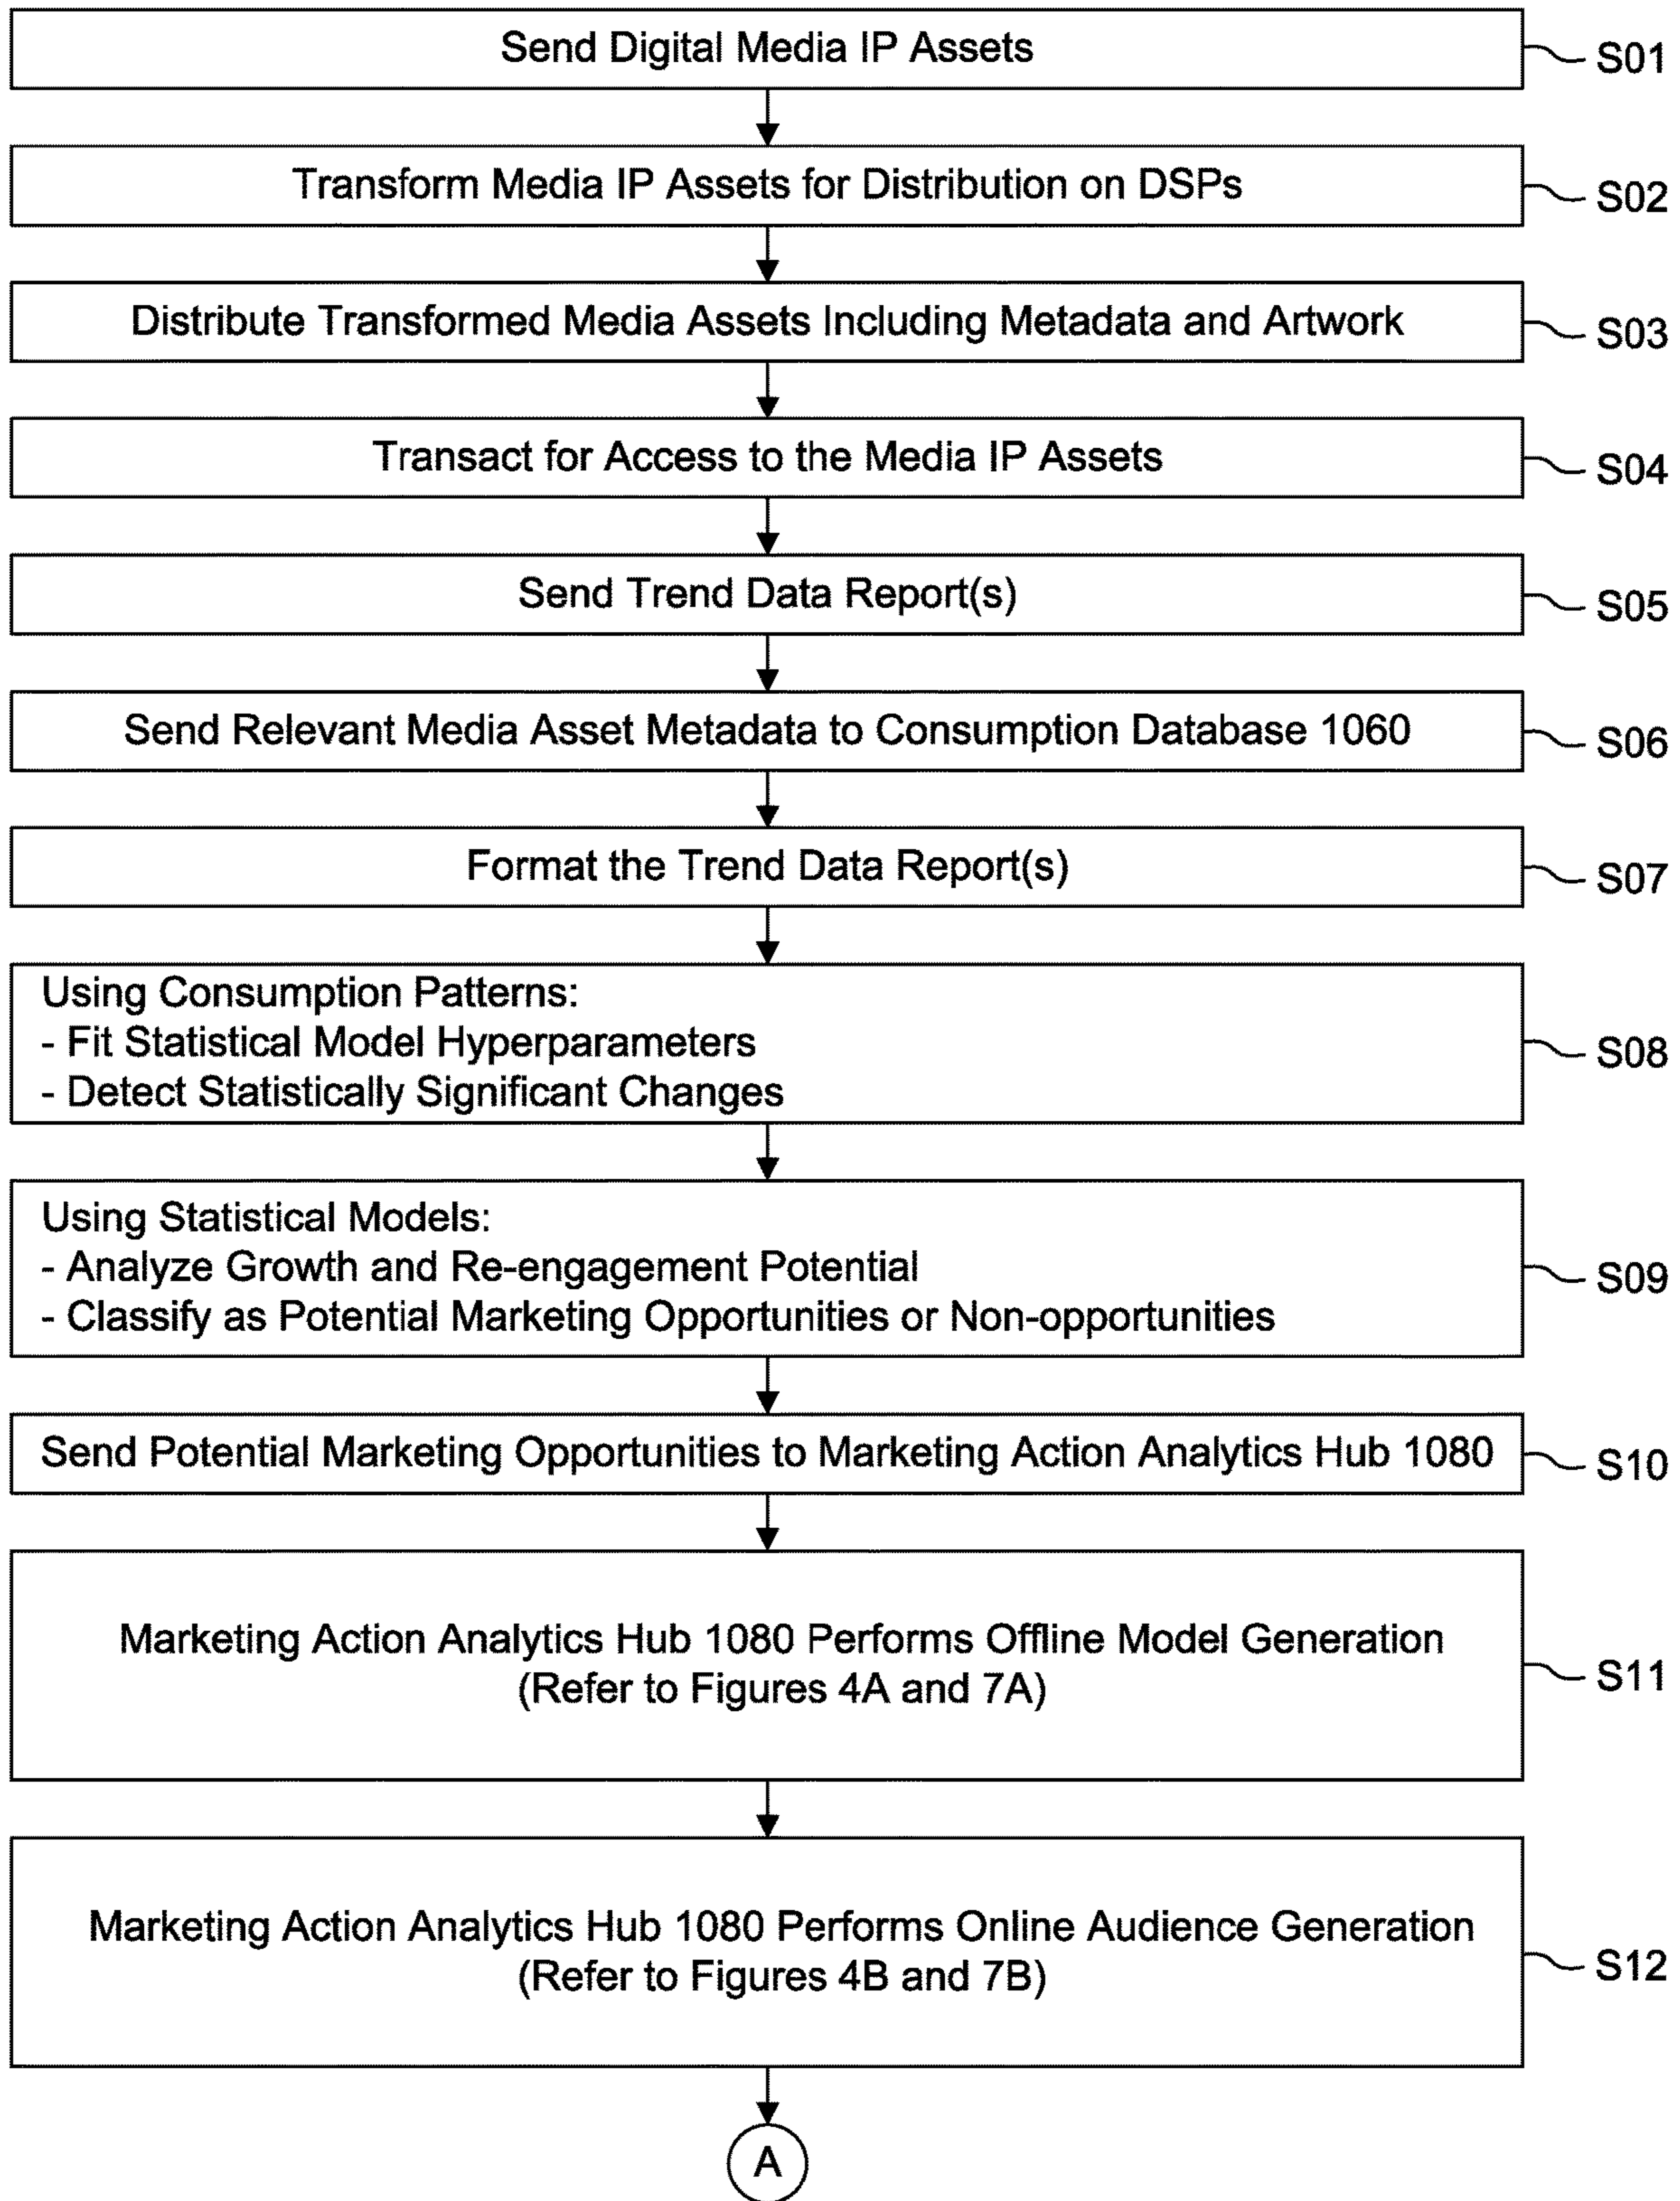 Send Digital Media IP Assets
S01
Transform Media IP Assets for Distribution on DSPs
S02
Distribute Transformed Media Assets Including Metadata and Artwork
S03
Transact for Access to the Media IP Assets
S04
Send Trend Data Report(s)
S05
Send Relevant Media Asset Metadata to Consumption Database 1060
S06
Format the Trend Data Report(s)
S07
Using Consumption Patterns:
- Fit Statistical Model Hyperparameters
- Detect Statistically Significant Changes
S08
Using Statistical Models:
- Analyze Growth and Re-engagement Potential
- Classify as Potential Marketing Opportunities or Non-opportunities
S09
Send Potential Marketing Opportunities to Marketing Action Analytics Hub 1080
S10
Marketing Action Analytics Hub 1080 Performs Offline Model Generation
(Refer to Figures 4A and 7A)
S11
Marketing Action Analytics Hub 1080 Performs Online Audience Generation
(Refer to Figures 4B and 7B)
S12
A